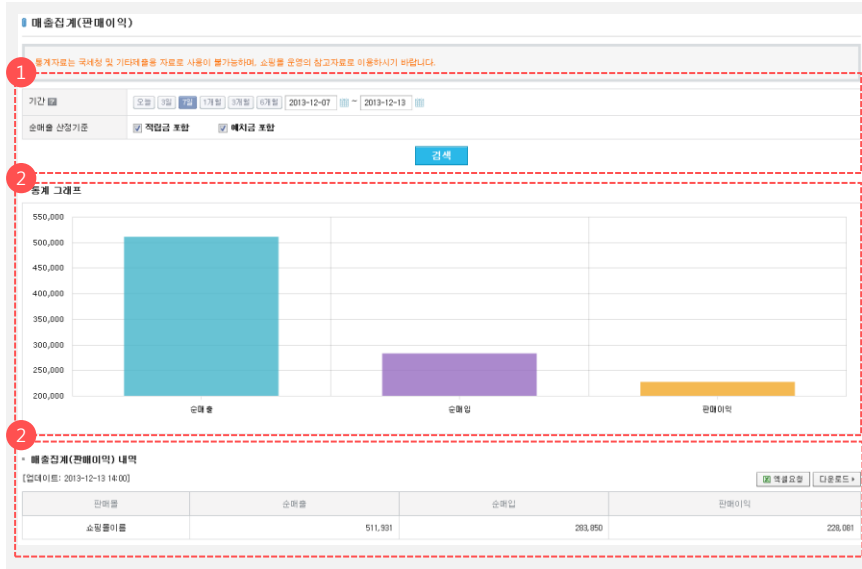 매출집계(판매이익)
통계자료는 국세청 및 기타제출용 자료로 사용이 불가능하며, 쇼핑몰 운영의 참고자료로 이용하시기 바랍니다.
1
기간 오늘 3일 7일 1개월 3개월 6개월 2013-12-07 ~ 2013-12-13
순매출 산정기준 적립금 포함 예치금 포함
검색
2
통계 그래프
550,000
500,000
450,000
400,000
350,000
300,000
250,000
200,000
순매출 순매입 판매이익
2
매출집계(판매이익) 내역
[업데이트: 2013-12-13 14:00] 엑셀요청 다운로드
판매몰 순매출 순매입 판매이익
쇼핑몰이름 511,931 283,850 228,081